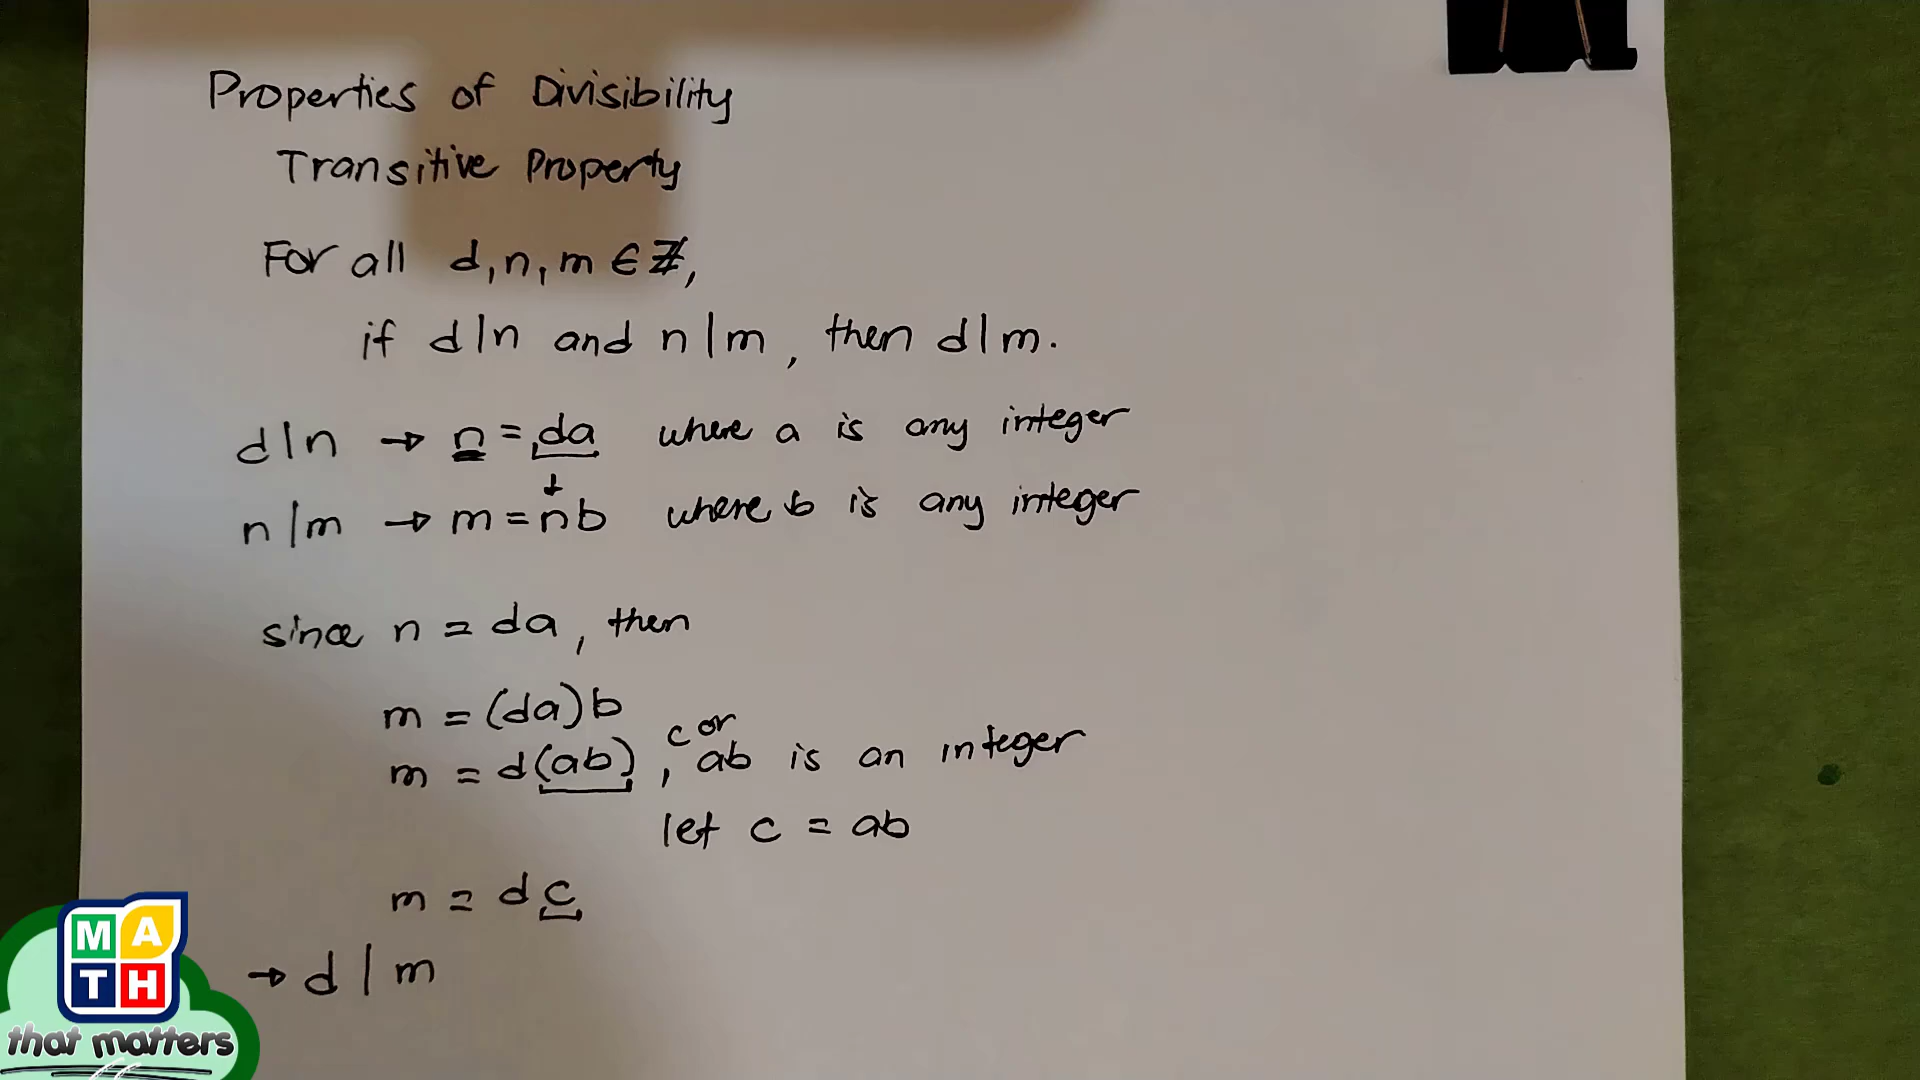 Properties of Divisibility
Transitive Property
For all d, n, m ∈ ℤ,
if d|n and n|m, then d|m.
d|n → n = da where a is any integer
n|m → m = nb where b is any integer
since n = da, then
m = (da)b
m = d(ab), c or ab is an integer
let c = ab
m = dc
→ d|m
MATH
that matters